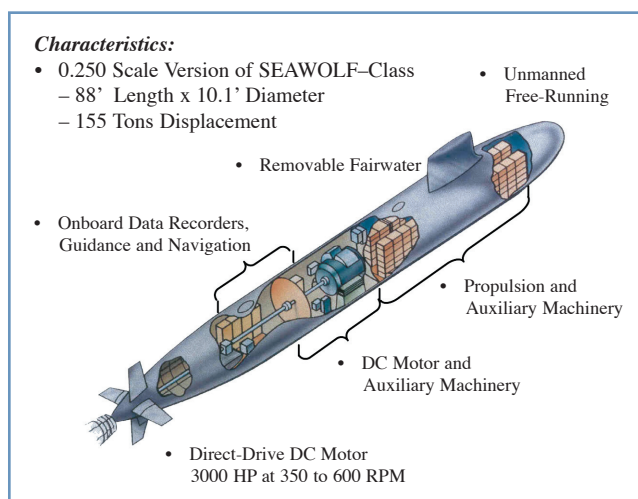 Characteristics:
• 0.250 Scale Version of SEAWOLF–Class
– 88’ Length x 10.1’ Diameter
– 155 Tons Displacement
• Unmanned
Free-Running
• Removable Fairwater
• Onboard Data Recorders,
Guidance and Navigation
• Propulsion and
Auxiliary Machinery
• DC Motor and
Auxiliary Machinery
• Direct-Drive DC Motor
3000 HP at 350 to 600 RPM